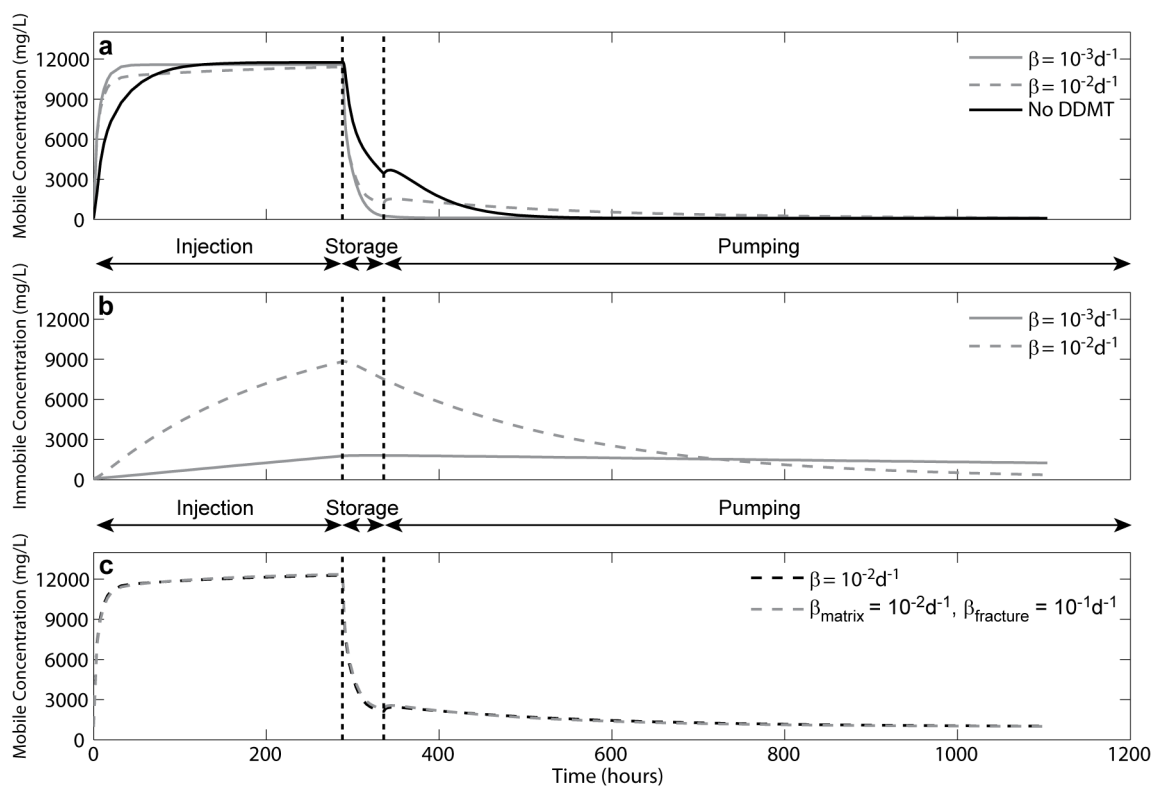 a
Mobile Concentration (mg/L)
12000
9000
6000
3000
0
β = 10⁻³d⁻¹
β = 10⁻²d⁻¹
No DDMT
Injection Storage Pumping
b
Immobile Concentration (mg/L)
12000
9000
6000
3000
0
β = 10⁻³d⁻¹
β = 10⁻²d⁻¹
Injection Storage Pumping
c
Mobile Concentration (mg/L)
12000
9000
6000
3000
0
β = 10⁻²d⁻¹
βmatrix = 10⁻²d⁻¹, βfracture = 10⁻¹d⁻¹
0 200 400 600 800 1000 1200
Time (hours)